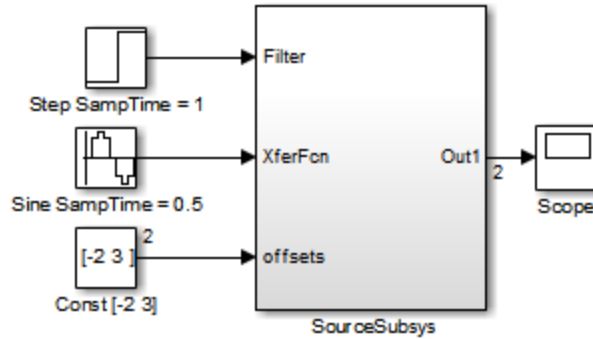 Filter
Step SampTime = 1
XferFcn
Out1
2
Scope
Sine SampTime = 0.5
2
[-2 3 ]
offsets
Const [-2 3]
SourceSubsys